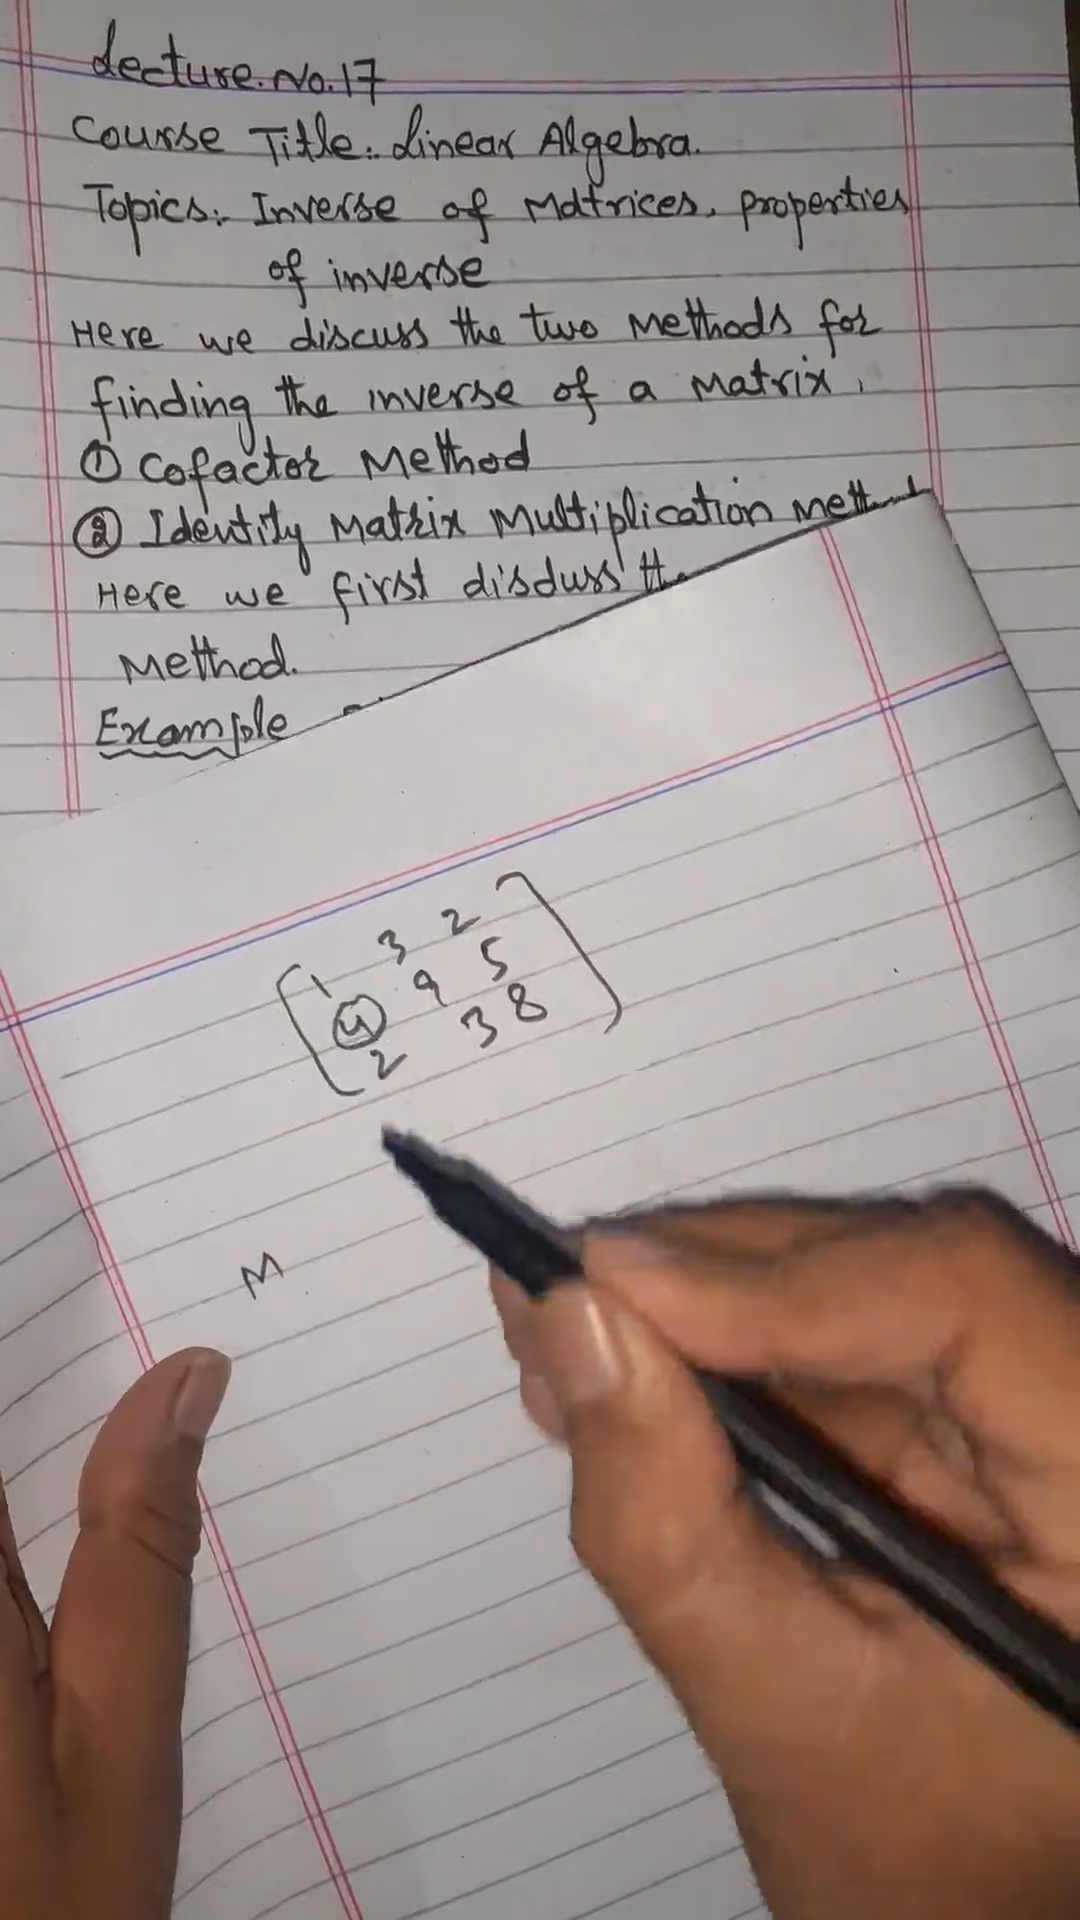 Lecture.No.17
Course Title:. Linear Algebra.
Topics:. Inverse of Matrices, properties
of inverse
Here we discuss the two Methods for
finding the inverse of a Matrix.
① Cofactor Method
② Identity Matrix Multiplication
Here we first disduss
Method.
Example
1 3 2
4 9 5
2 3 8
M